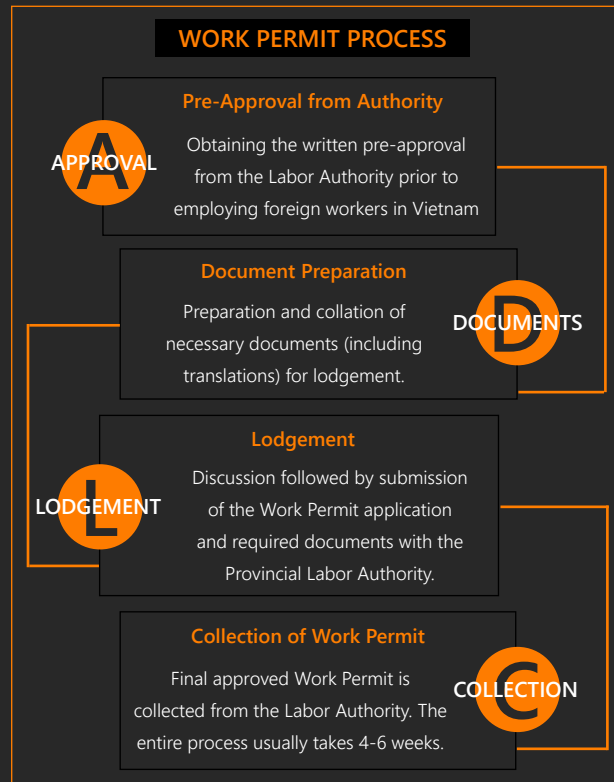 WORK PERMIT PROCESS
Pre-Approval from Authority
A
APPROVAL
Obtaining the written pre-approval
from the Labor Authority prior to
employing foreign workers in Vietnam
Document Preparation
Preparation and collation of
necessary documents (including
translations) for lodgement.
D
DOCUMENTS
Lodgement
L
LODGEMENT
Discussion followed by submission
of the Work Permit application
and required documents with the
Provincial Labor Authority.
Collection of Work Permit
Final approved Work Permit is
collected from the Labor Authority. The
entire process usually takes 4-6 weeks.
C
COLLECTION